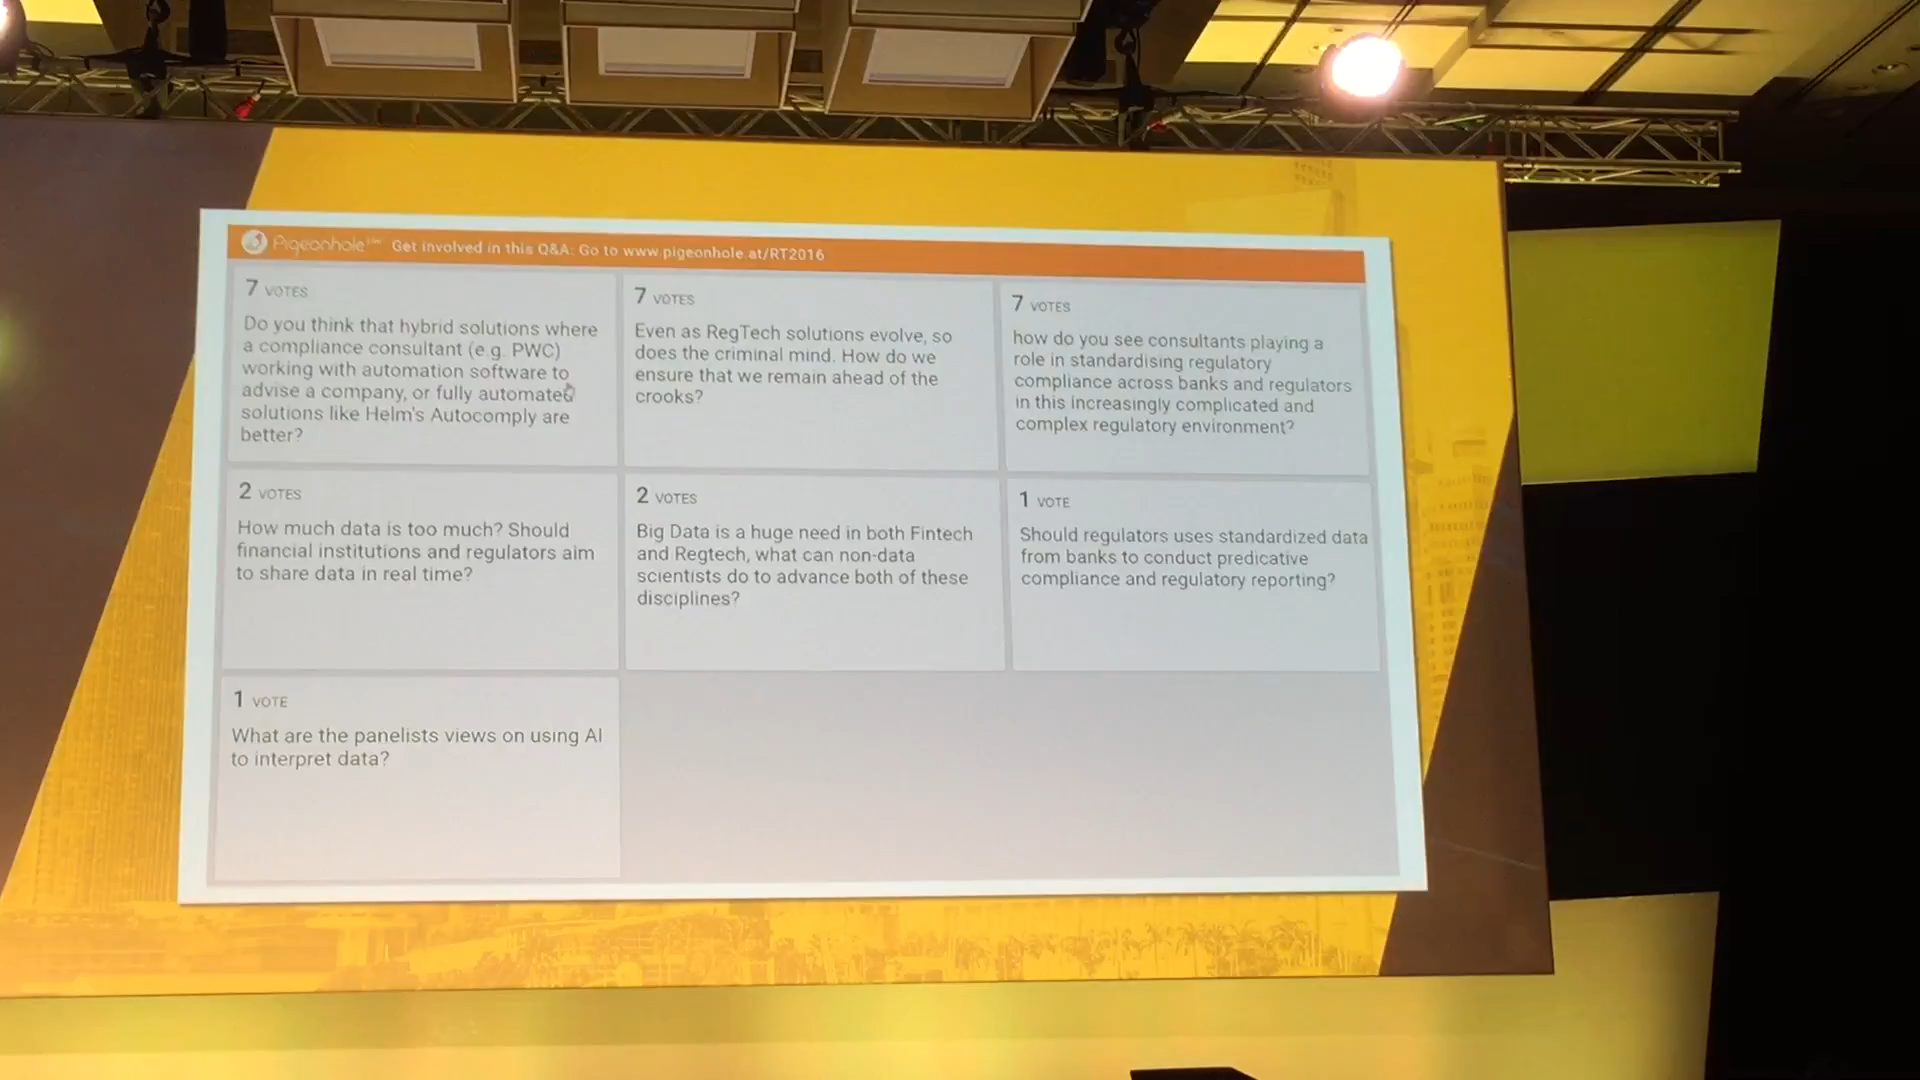 Pigeonhole Get involved in this Q&A: Go to www.pigeonhole.at/RT2016
7 VOTES
Do you think that hybrid solutions where
a compliance consultant (e.g. PWC)
working with automation software to
advise a company, or fully automated
solutions like Helm's Autocomply are
better?
7 VOTES
Even as RegTech solutions evolve, so
does the criminal mind. How do we
ensure that we remain ahead of the
crooks?
7 VOTES
how do you see consultants playing a
role in standardising regulatory
compliance across banks and regulators
in this increasingly complicated and
complex regulatory environment?
2 VOTES
How much data is too much? Should
financial institutions and regulators aim
to share data in real time?
2 VOTES
Big Data is a huge need in both Fintech
and Regtech, what can non-data
scientists do to advance both of these
disciplines?
1 VOTE
Should regulators uses standardized data
from banks to conduct predicative
compliance and regulatory reporting?
1 VOTE
What are the panelists views on using AI
to interpret data?